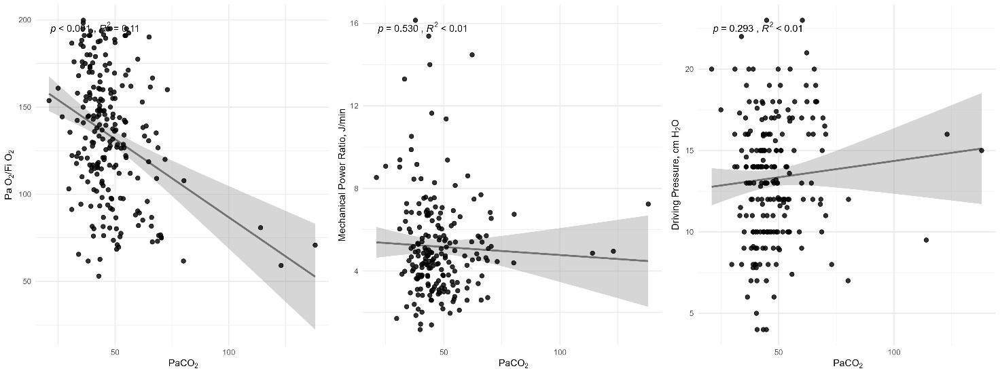 200
150
100
50
50
100
Pa O₂/Fi O₂
PaCO₂
p < 0.001 , R² = 0.11
16
12
8
4
50
100
Mechanical Power Ratio, J/min
PaCO₂
p = 0.530 , R² < 0.01
20
15
10
5
50
100
Driving Pressure, cm H₂O
PaCO₂
p = 0.293 , R² < 0.01